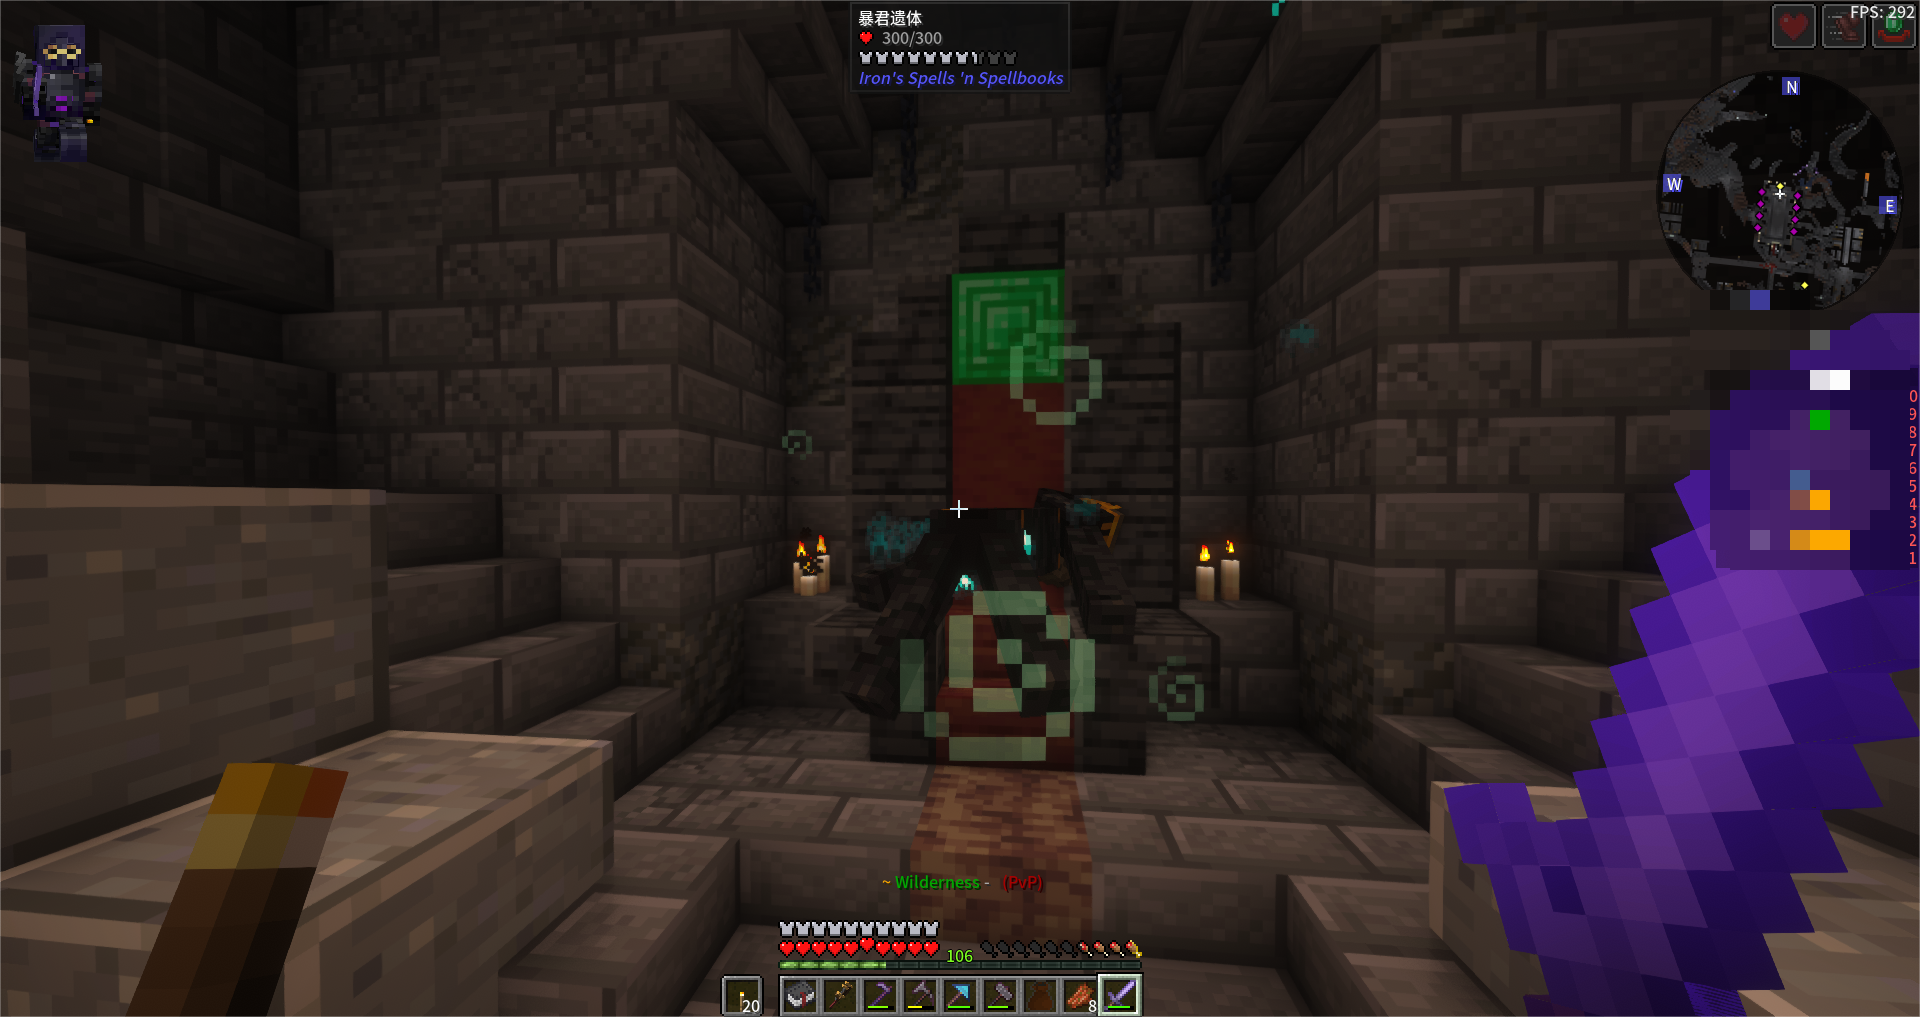 暴君遗体
300/300
Iron's Spells 'n Spellbooks
FPS: 292
N
W
E
0
9
8
7
6
5
4
3
2
1
~ Wilderness - (PvP)
106
20
8